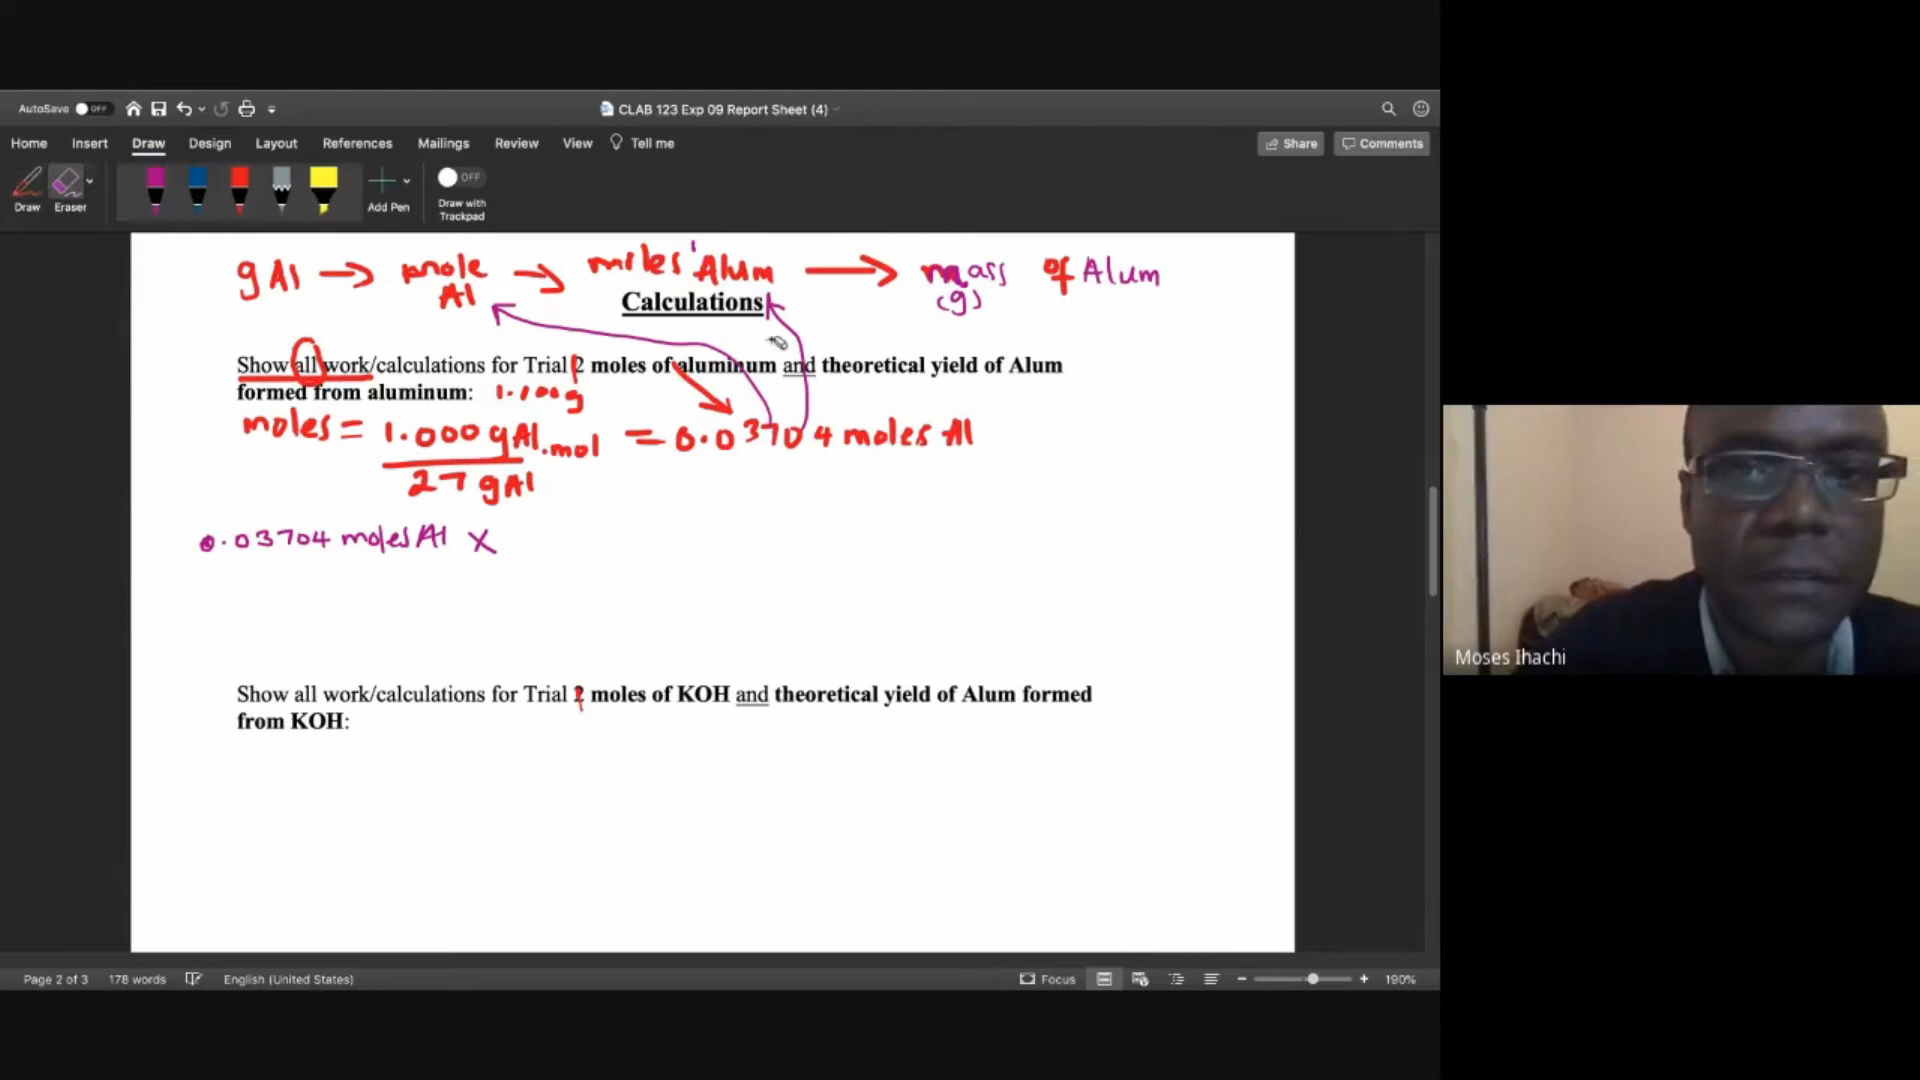 AutoSave OFF
CLAB 123 Exp 09 Report Sheet (4)
Home Insert Draw Design Layout References Mailings Review View Tell me
Share Comments
Draw Eraser Add Pen
OFF
Draw with
Trackpad
g Al → mole Al → moles Alum → mass (g) of Alum
Calculations
Show all work/calculations for Trial 2 moles of aluminum and theoretical yield of Alum
formed from aluminum: 1.100g
moles = 1.000 g Al . mol = 0.03704 moles Al
27 g Al
0.03704 moles Al X
Show all work/calculations for Trial 2 moles of KOH and theoretical yield of Alum formed
from KOH:
Moses Ihachi
Page 2 of 3 178 words English (United States) Focus 190%